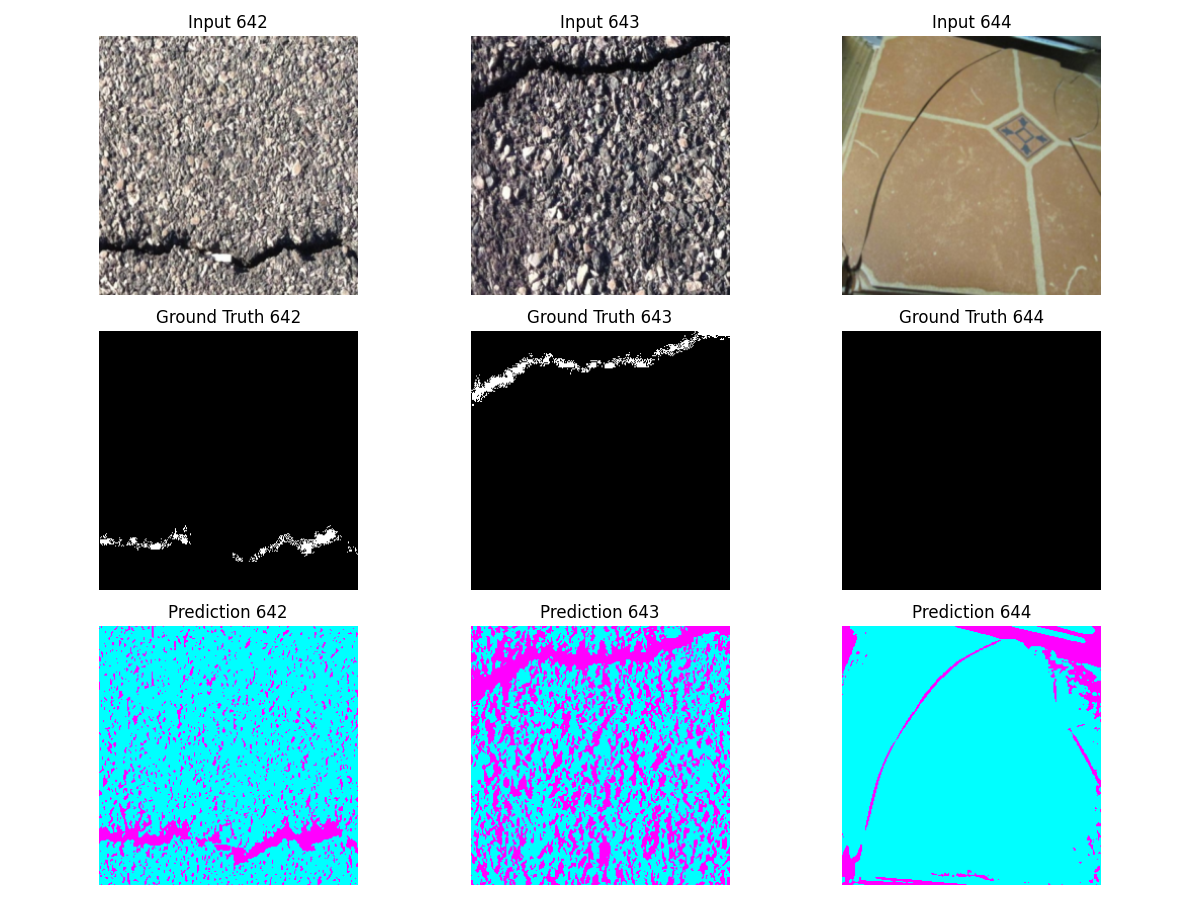 Input 642
Input 643
Input 644
Ground Truth 642
Ground Truth 643
Ground Truth 644
Prediction 642
Prediction 643
Prediction 644